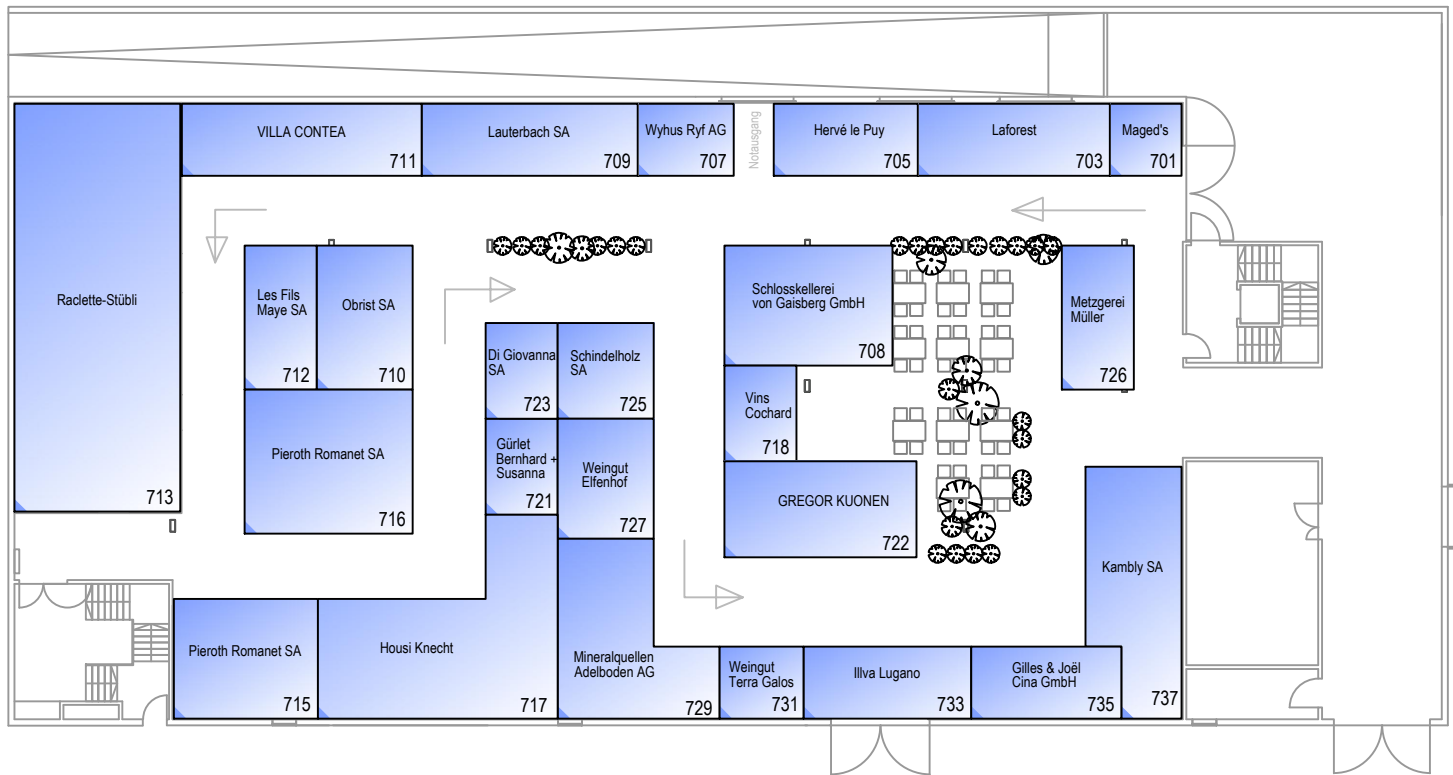 VILLA CONTEA
711
Lauterbach SA
709
Wyhus Ryf AG
707
Notausgang
Hervé le Puy
705
Laforest
703
Maged's
701
Raclette-Stübli
713
Les Fils
Maye SA
712
Obrist SA
710
Pieroth Romanet SA
716
Di Giovanna
SA
723
Schindelholz
SA
725
Gürlet
Bernhard +
Susanna
721
Weingut
Elfenhof
727
Schlosskellerei
von Gaisberg GmbH
708
Vins
Cochard
718
GREGOR KUONEN
722
Metzgerei
Müller
726
Kambly SA
737
Pieroth Romanet SA
715
Housi Knecht
717
Mineralquellen
Adelboden AG
729
Weingut
Terra Galos
731
Illva Lugano
733
Gilles & Joël
Cina GmbH
735